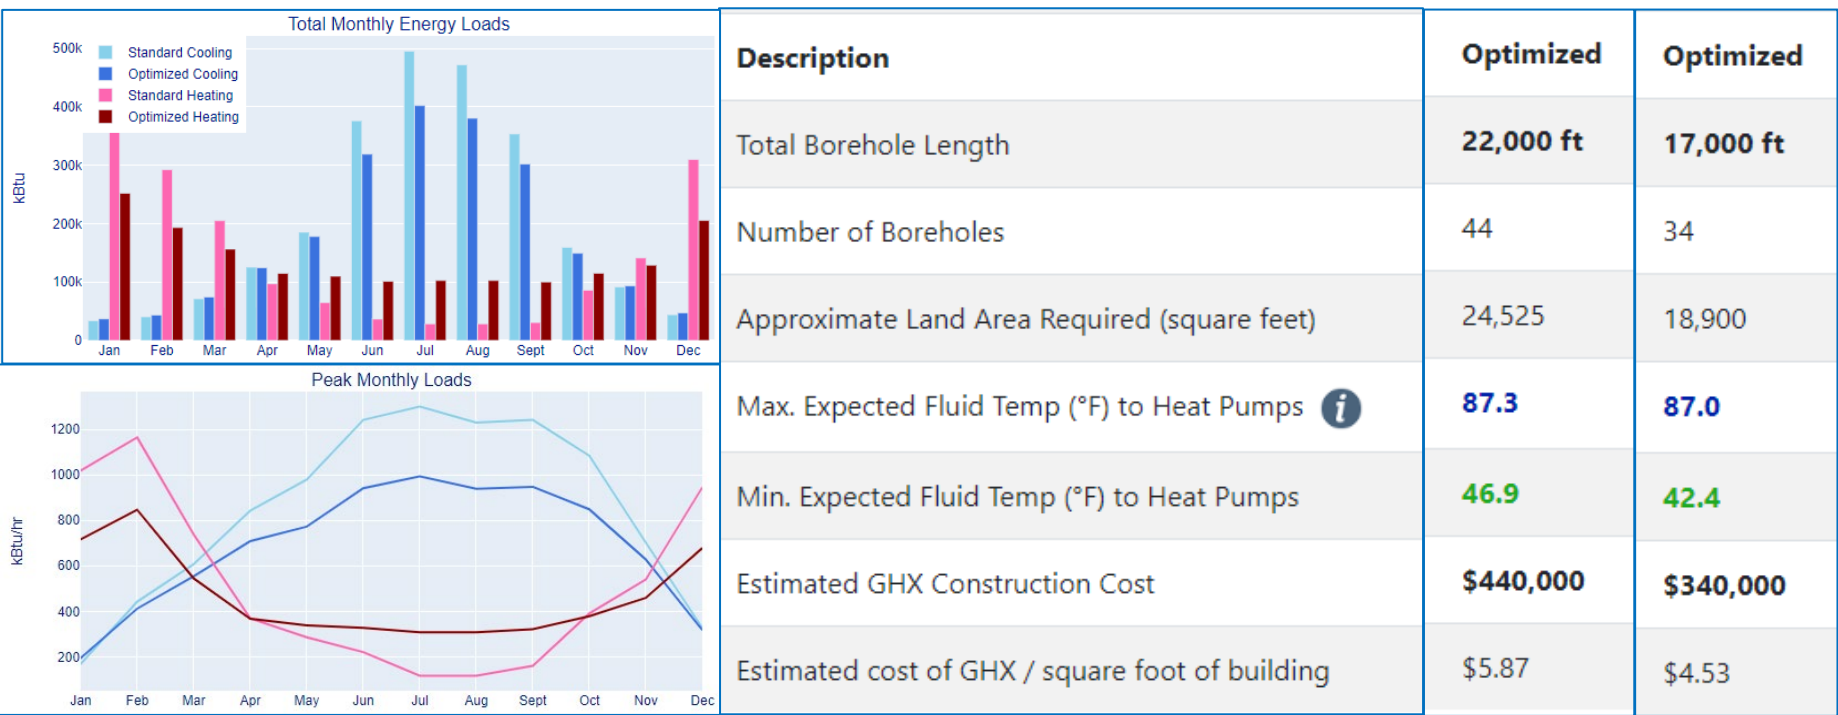 Total Monthly Energy Loads
500k
400k
300k
200k
100k
0
kBtu
Standard Cooling
Optimized Cooling
Standard Heating
Optimized Heating
Jan Feb Mar Apr May Jun Jul Aug Sept Oct Nov Dec
Peak Monthly Loads
1200
1000
800
600
400
200
kBtu/hr
Jan Feb Mar Apr May Jun Jul Aug Sept Oct Nov Dec
Description Optimized Optimized
Total Borehole Length 22,000 ft 17,000 ft
Number of Boreholes 44 34
Approximate Land Area Required (square feet) 24,525 18,900
Max. Expected Fluid Temp (°F) to Heat Pumps i 87.3 87.0
Min. Expected Fluid Temp (°F) to Heat Pumps 46.9 42.4
Estimated GHX Construction Cost $440,000 $340,000
Estimated cost of GHX / square foot of building $5.87 $4.53